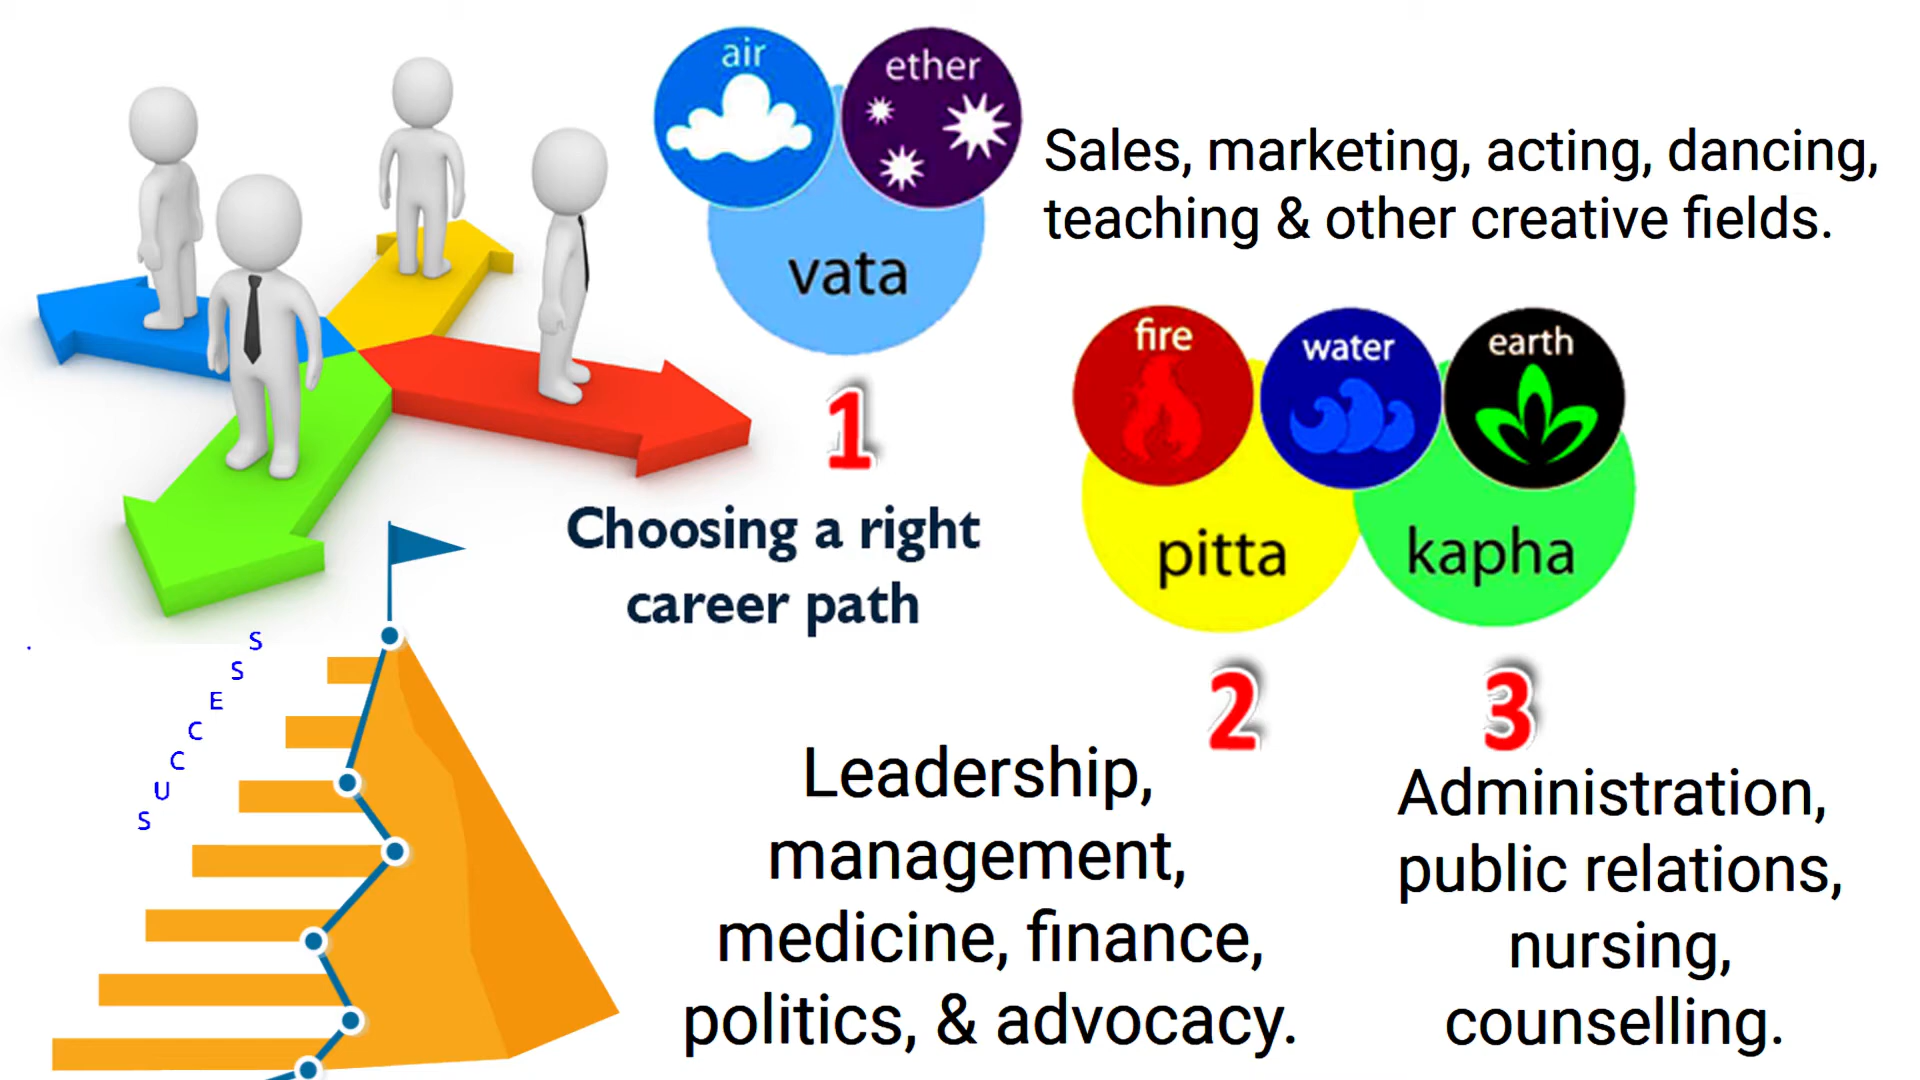 air
ether
vata
Sales, marketing, acting, dancing,
teaching & other creative fields.
1
Choosing a right
career path
fire
water
earth
pitta
kapha
2
3
Leadership,
management,
medicine, finance,
politics, & advocacy.
Administration,
public relations,
nursing,
counselling.
SUCCESS